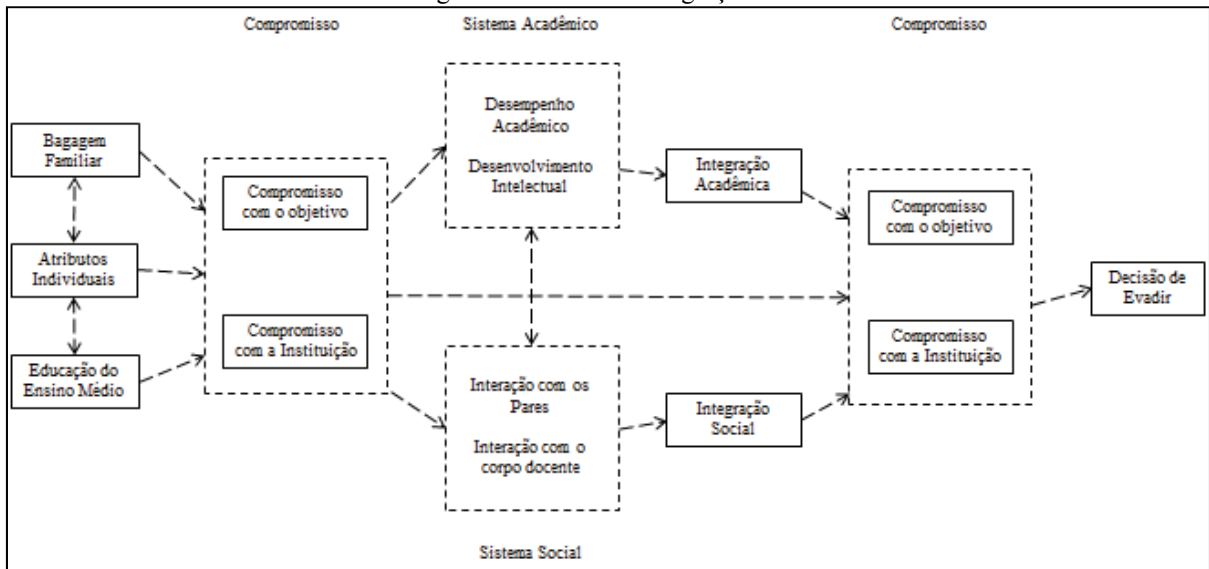 Compromisso
Sistema Acadêmico
Compromisso
Bagagem
Familiar
Atributos
Individuais
Educação do
Ensino Médio
Compromisso
com o objetivo
Compromisso
com a Instituição
Desempenho
Acadêmico
Desenvolvimento
Intelectual
Interação com os
Pares
Interação com o
corpo docente
Sistema Social
Integração
Acadêmica
Integração
Social
Compromisso
com o objetivo
Compromisso
com a Instituição
Decisão de
Evadir